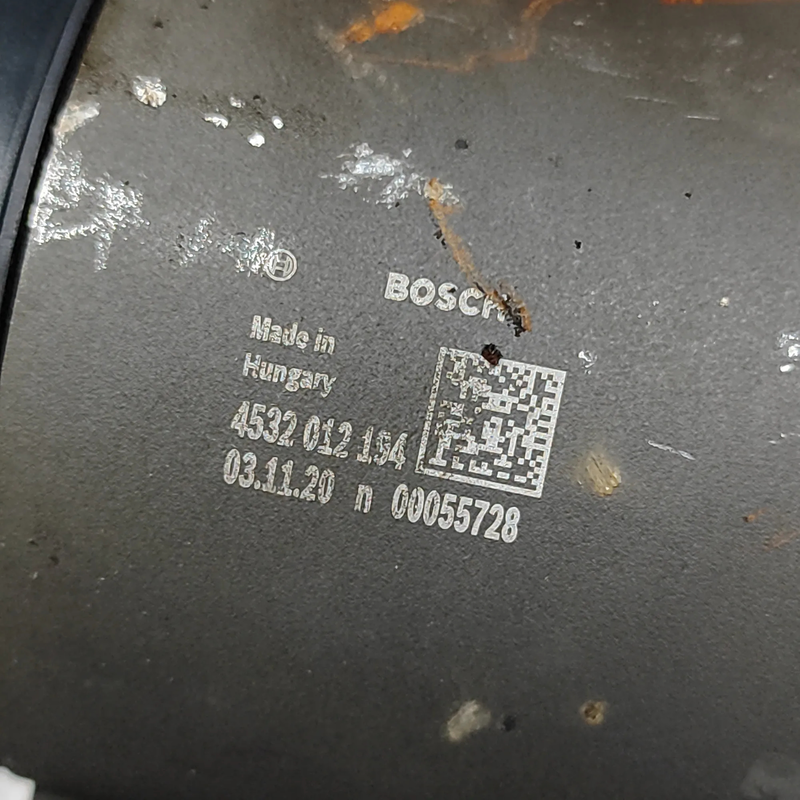 BOSCH
Made in
Hungary
4532 012 194
03.11.20 n 00055728